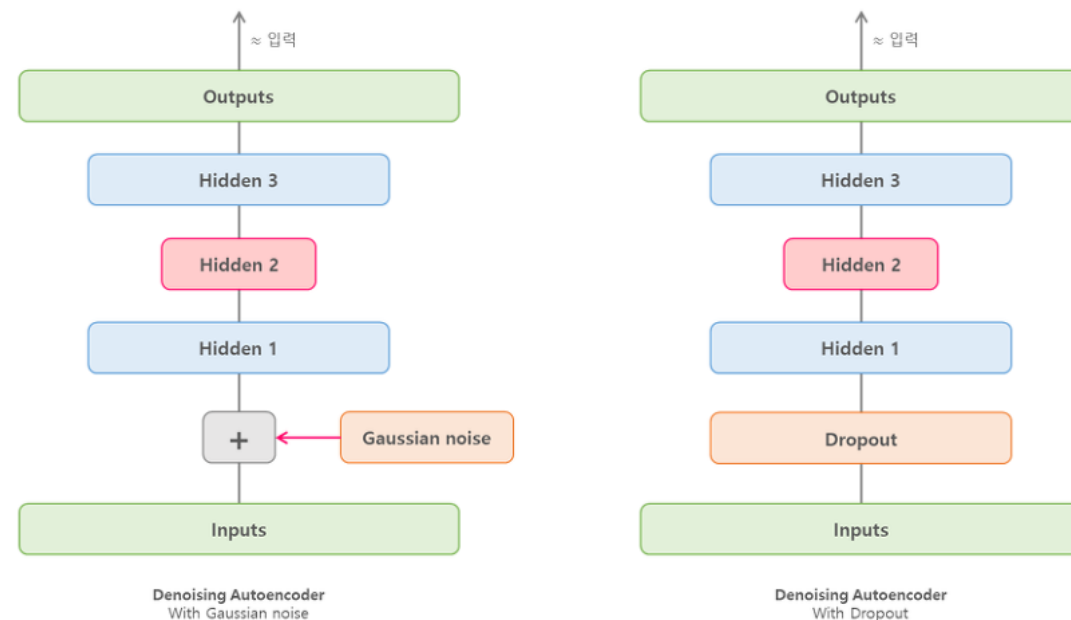 ≈ 입력
Outputs
Hidden 3
Hidden 2
Hidden 1
+
Gaussian noise
Inputs
Denoising Autoencoder
With Gaussian noise
≈ 입력
Outputs
Hidden 3
Hidden 2
Hidden 1
Dropout
Inputs
Denoising Autoencoder
With Dropout